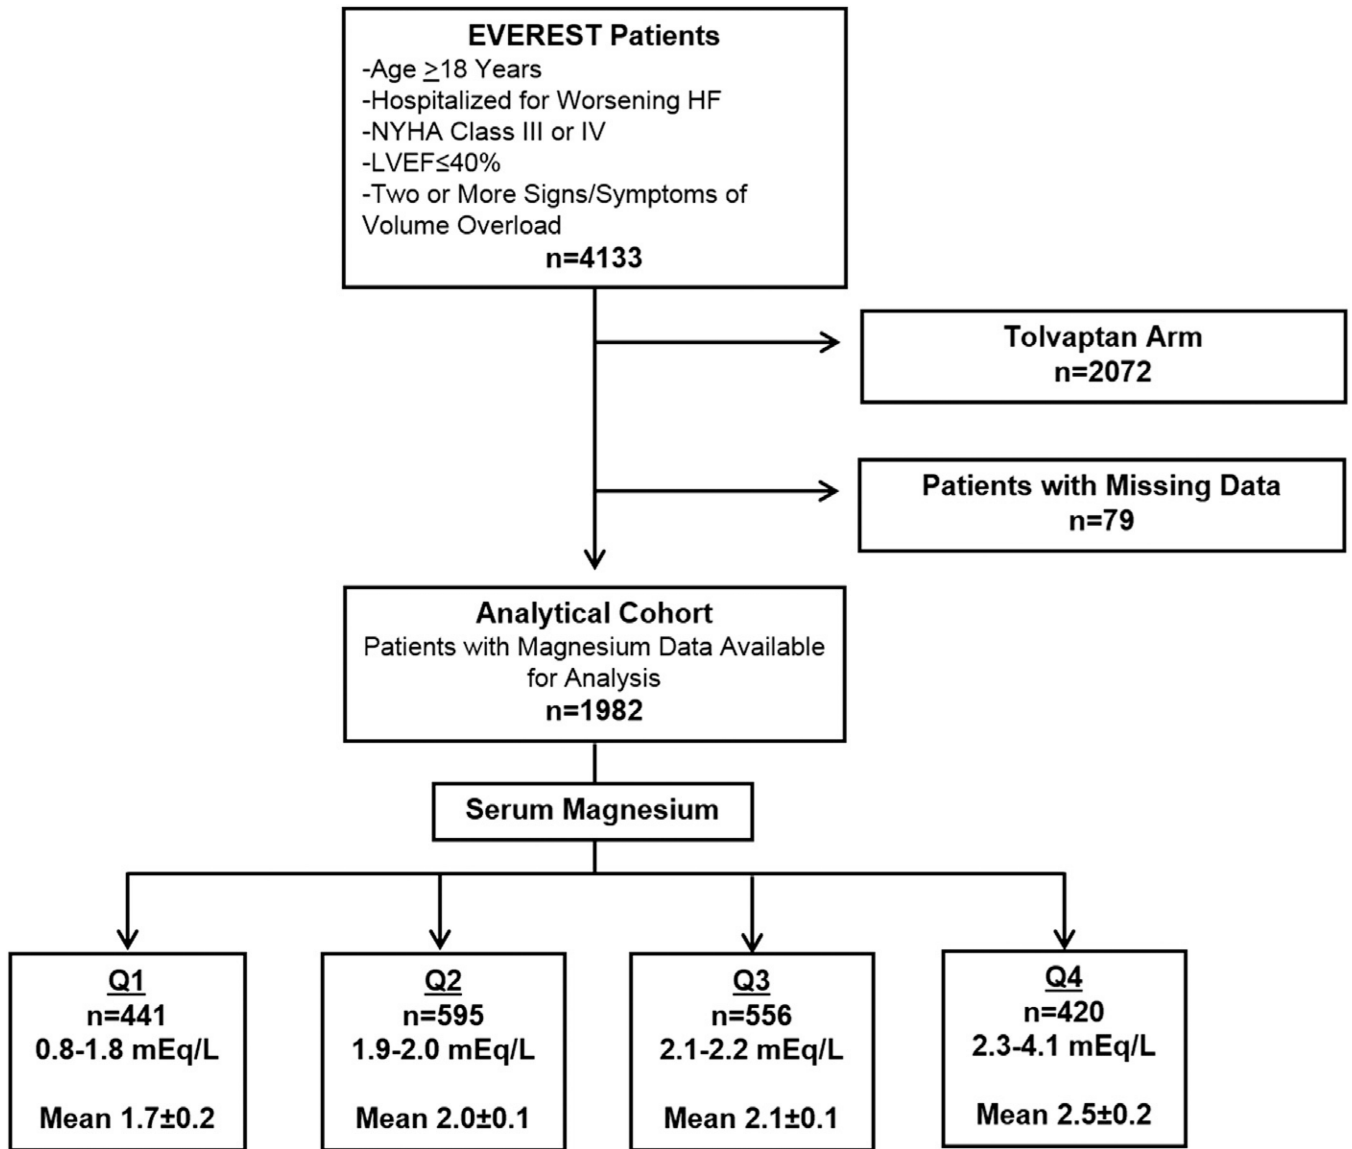 EVEREST Patients
-Age ≥18 Years
-Hospitalized for Worsening HF
-NYHA Class III or IV
-LVEF≤40%
-Two or More Signs/Symptoms of
Volume Overload
n=4133
Tolvaptan Arm
n=2072
Patients with Missing Data
n=79
Analytical Cohort
Patients with Magnesium Data Available
for Analysis
n=1982
Serum Magnesium
Q1
n=441
0.8-1.8 mEq/L
Mean 1.7±0.2
Q2
n=595
1.9-2.0 mEq/L
Mean 2.0±0.1
Q3
n=556
2.1-2.2 mEq/L
Mean 2.1±0.1
Q4
n=420
2.3-4.1 mEq/L
Mean 2.5±0.2